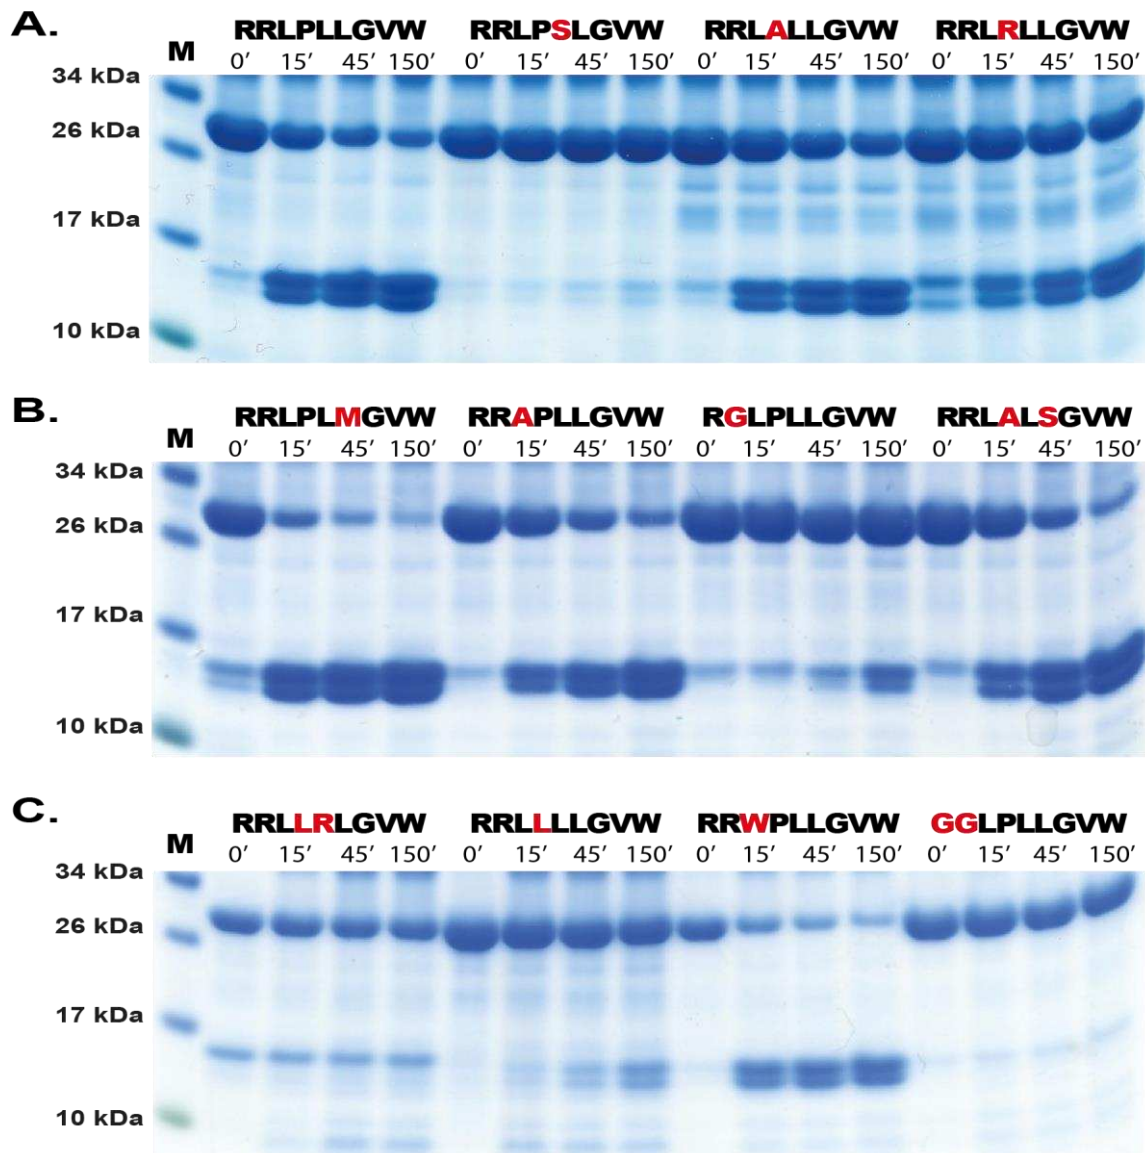 A.
M RRLPLLGVW RRLPSLGVW RRLALLGVW RRLRLLGVW
0′ 15′ 45′ 150′ 0′ 15′ 45′ 150′ 0′ 15′ 45′ 150′ 0′ 15′ 45′ 150′
34 kDa
26 kDa
17 kDa
10 kDa
B.
M RRLPLMGVW RRAPLLGVW RGLPLLGVW RRLALSGVW
0′ 15′ 45′ 150′ 0′ 15′ 45′ 150′ 0′ 15′ 45′ 150′ 0′ 15′ 45′ 150′
34 kDa
26 kDa
17 kDa
10 kDa
C.
M RRLLRLGVW RRLLLLGVW RRWPLLGVW GGLPLLGVW
0′ 15′ 45′ 150′ 0′ 15′ 45′ 150′ 0′ 15′ 45′ 150′ 0′ 15′ 45′ 150′
34 kDa
26 kDa
17 kDa
10 kDa